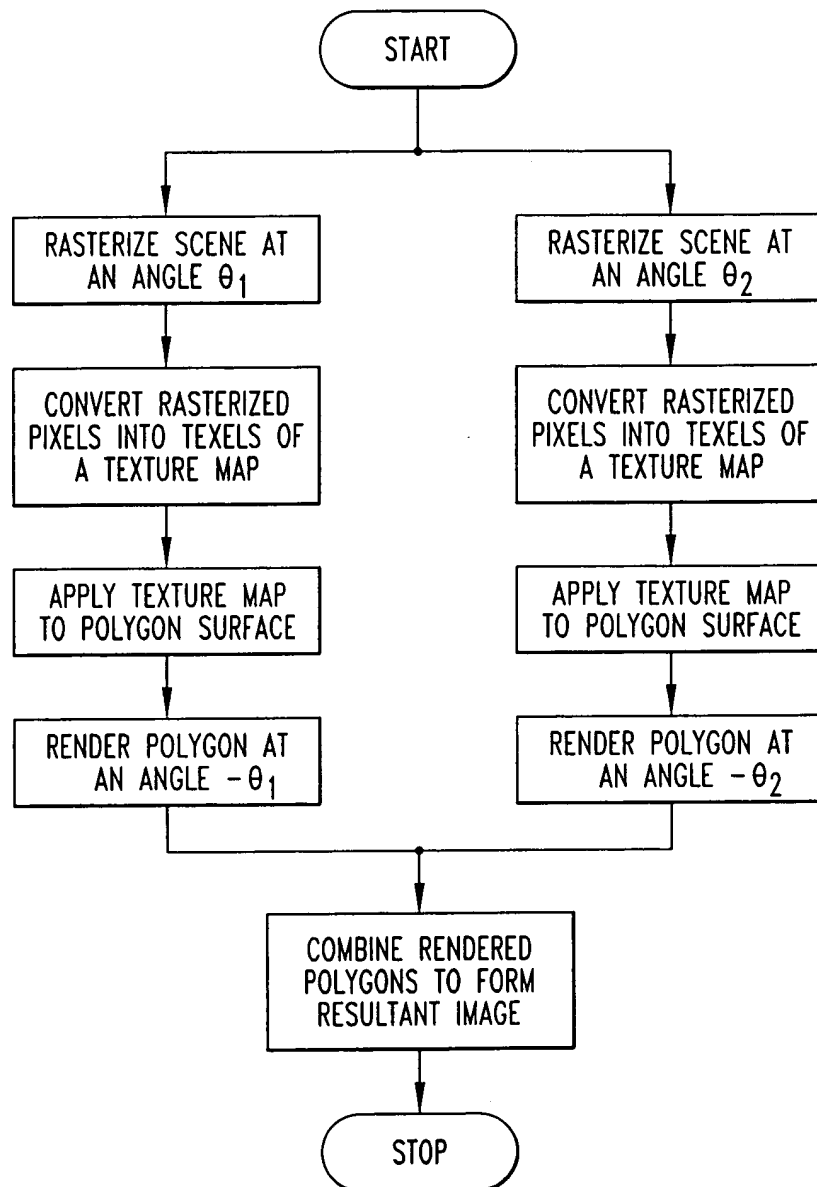 START
RASTERIZE SCENE AT
AN ANGLE θ1
CONVERT RASTERIZED
PIXELS INTO TEXELS OF
A TEXTURE MAP
APPLY TEXTURE MAP
TO POLYGON SURFACE
RENDER POLYGON AT
AN ANGLE −θ1
RASTERIZE SCENE AT
AN ANGLE θ2
CONVERT RASTERIZED
PIXELS INTO TEXELS OF
A TEXTURE MAP
APPLY TEXTURE MAP
TO POLYGON SURFACE
RENDER POLYGON AT
AN ANGLE −θ2
COMBINE RENDERED
POLYGONS TO FORM
RESULTANT IMAGE
STOP